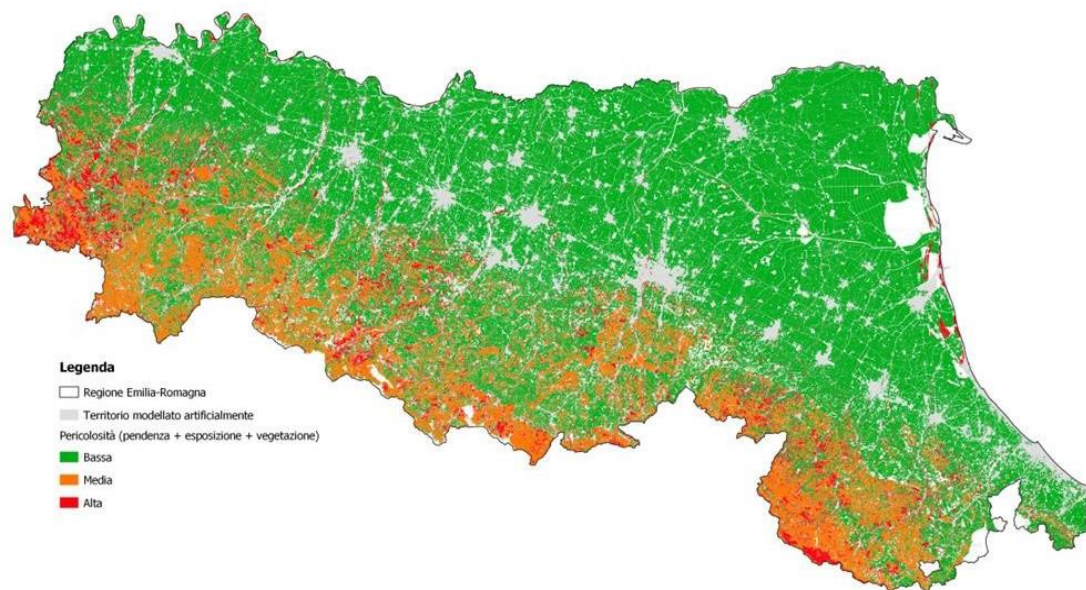 Legenda
Regione Emilia-Romagna
Territorio modellato artificialmente
Pericolosità (pendenza + esposizione + vegetazione)
Bassa
Media
Alta